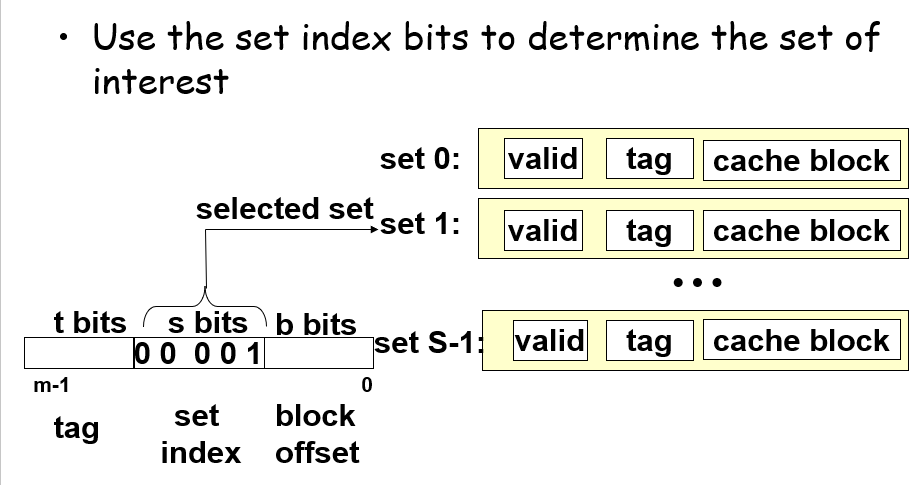 • Use the set index bits to determine the set of
interest
set 0: valid tag cache block
selected set
set 1: valid tag cache block
• • •
t bits s bits b bits
set S-1: valid tag cache block
0 0 0 0 1
m-1 0
tag set index block offset